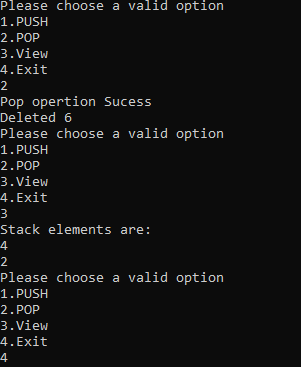 Please choose a valid option
1.PUSH
2.POP
3.View
4.Exit
2
Pop opertion Sucess
Deleted 6
Please choose a valid option
1.PUSH
2.POP
3.View
4.Exit
3
Stack elements are:
4
2
Please choose a valid option
1.PUSH
2.POP
3.View
4.Exit
4